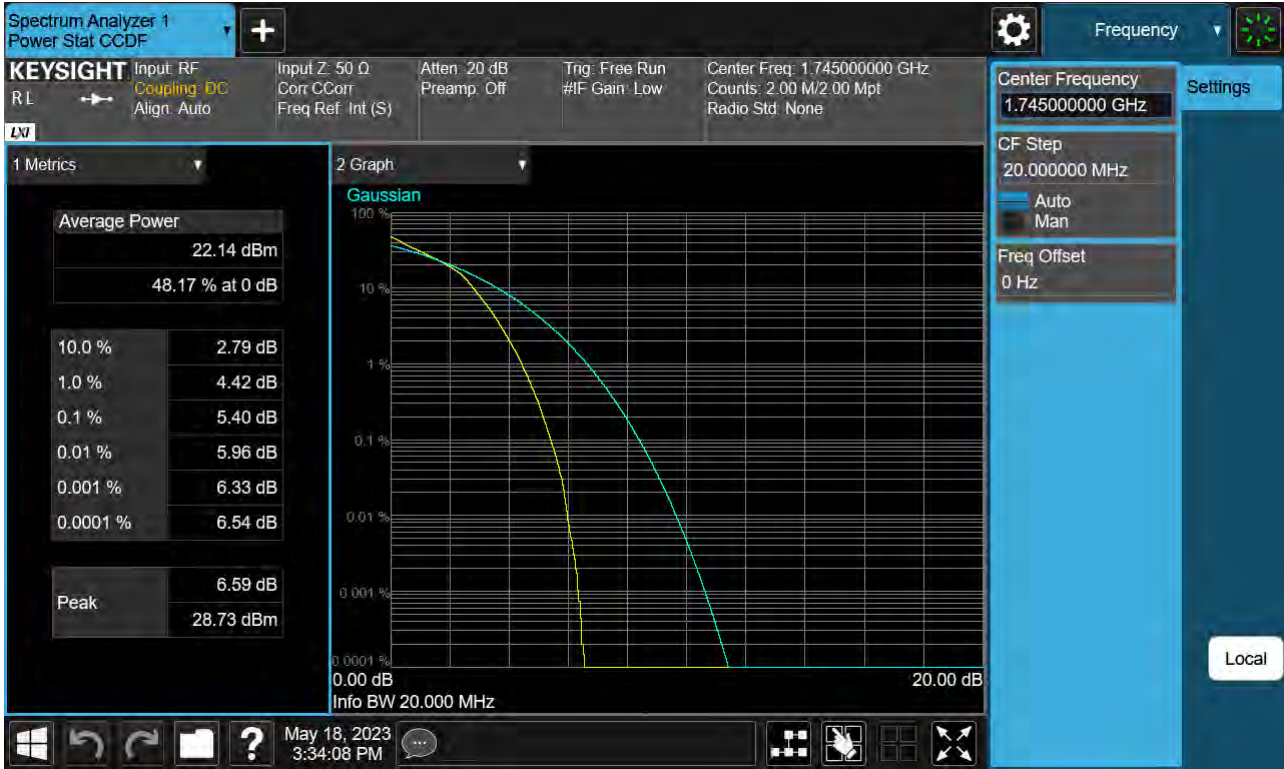 Spectrum Analyzer 1
Power Stat CCDF
Frequency
KEYSIGHT
R L
LXI
Input: RF
Coupling: DC
Align: Auto
Input Z: 50 Ω
Corr CCorr
Freq Ref: Int (S)
Atten: 20 dB
Preamp: Off
Trig: Free Run
#IF Gain: Low
Center Freq: 1.745000000 GHz
Counts: 2.00 M/2.00 Mpt
Radio Std: None
Center Frequency
1.745000000 GHz
Settings
CF Step
20.000000 MHz
Auto
Man
Freq Offset
0 Hz
1 Metrics
Average Power
22.14 dBm
48.17 % at 0 dB
10.0 % 2.79 dB
1.0 % 4.42 dB
0.1 % 5.40 dB
0.01 % 5.96 dB
0.001 % 6.33 dB
0.0001 % 6.54 dB
Peak
6.59 dB
28.73 dBm
2 Graph
Gaussian
100 %
10 %
1 %
0.1 %
0.01 %
0.001 %
0.0001 %
0.00 dB
20.00 dB
Info BW 20.000 MHz
Local
?
May 18, 2023
3:34:08 PM